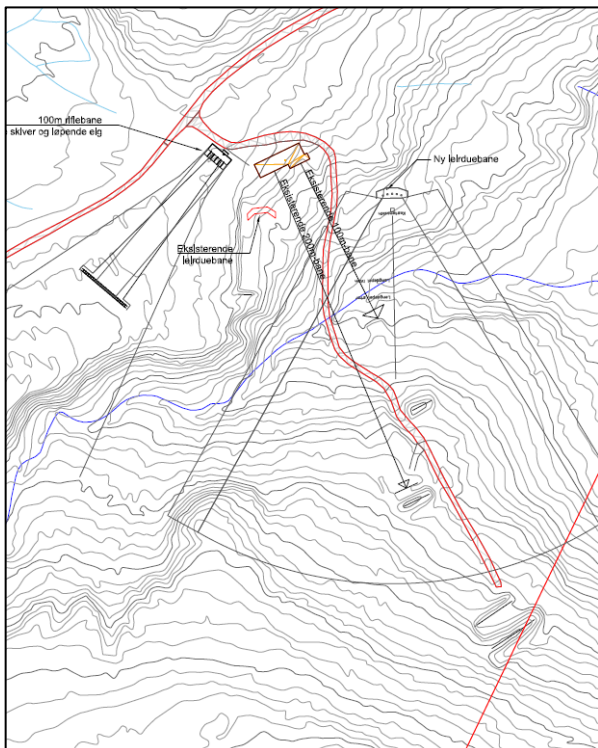 100m riflebane
skiver og løpende elg
Ny leirduebane
Eksisterende 100m-bane
Eksisterende 200m-bane
Eksisterende
leirduebane